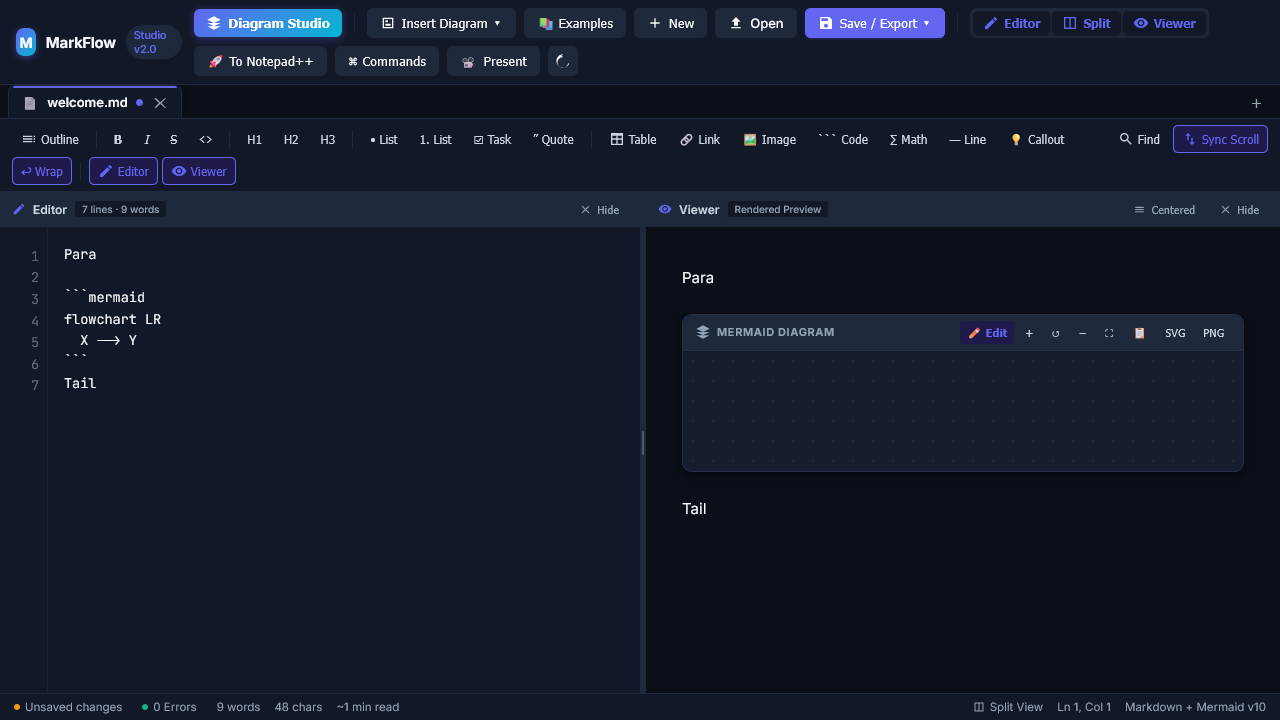 M MarkFlow Studio v2.0
Diagram Studio Insert Diagram ▾ Examples + New Open Save / Export ▾ Editor Split Viewer
To Notepad++ ⌘ Commands Present
welcome.md +
Outline B I S <> H1 H2 H3 • List 1. List ☑ Task ” Quote Table Link Image ``` Code ∑ Math — Line Callout Find Sync Scroll
↩ Wrap Editor Viewer
Editor 7 lines · 9 words Hide
Viewer Rendered Preview Centered Hide
1 Para
2
3 ```mermaid
4 flowchart LR
5 X --> Y
6 ```
7 Tail
Para
MERMAID DIAGRAM Edit + ↺ − SVG PNG
Tail
Unsaved changes 0 Errors 9 words 48 chars ~1 min read Split View Ln 1, Col 1 Markdown + Mermaid v10